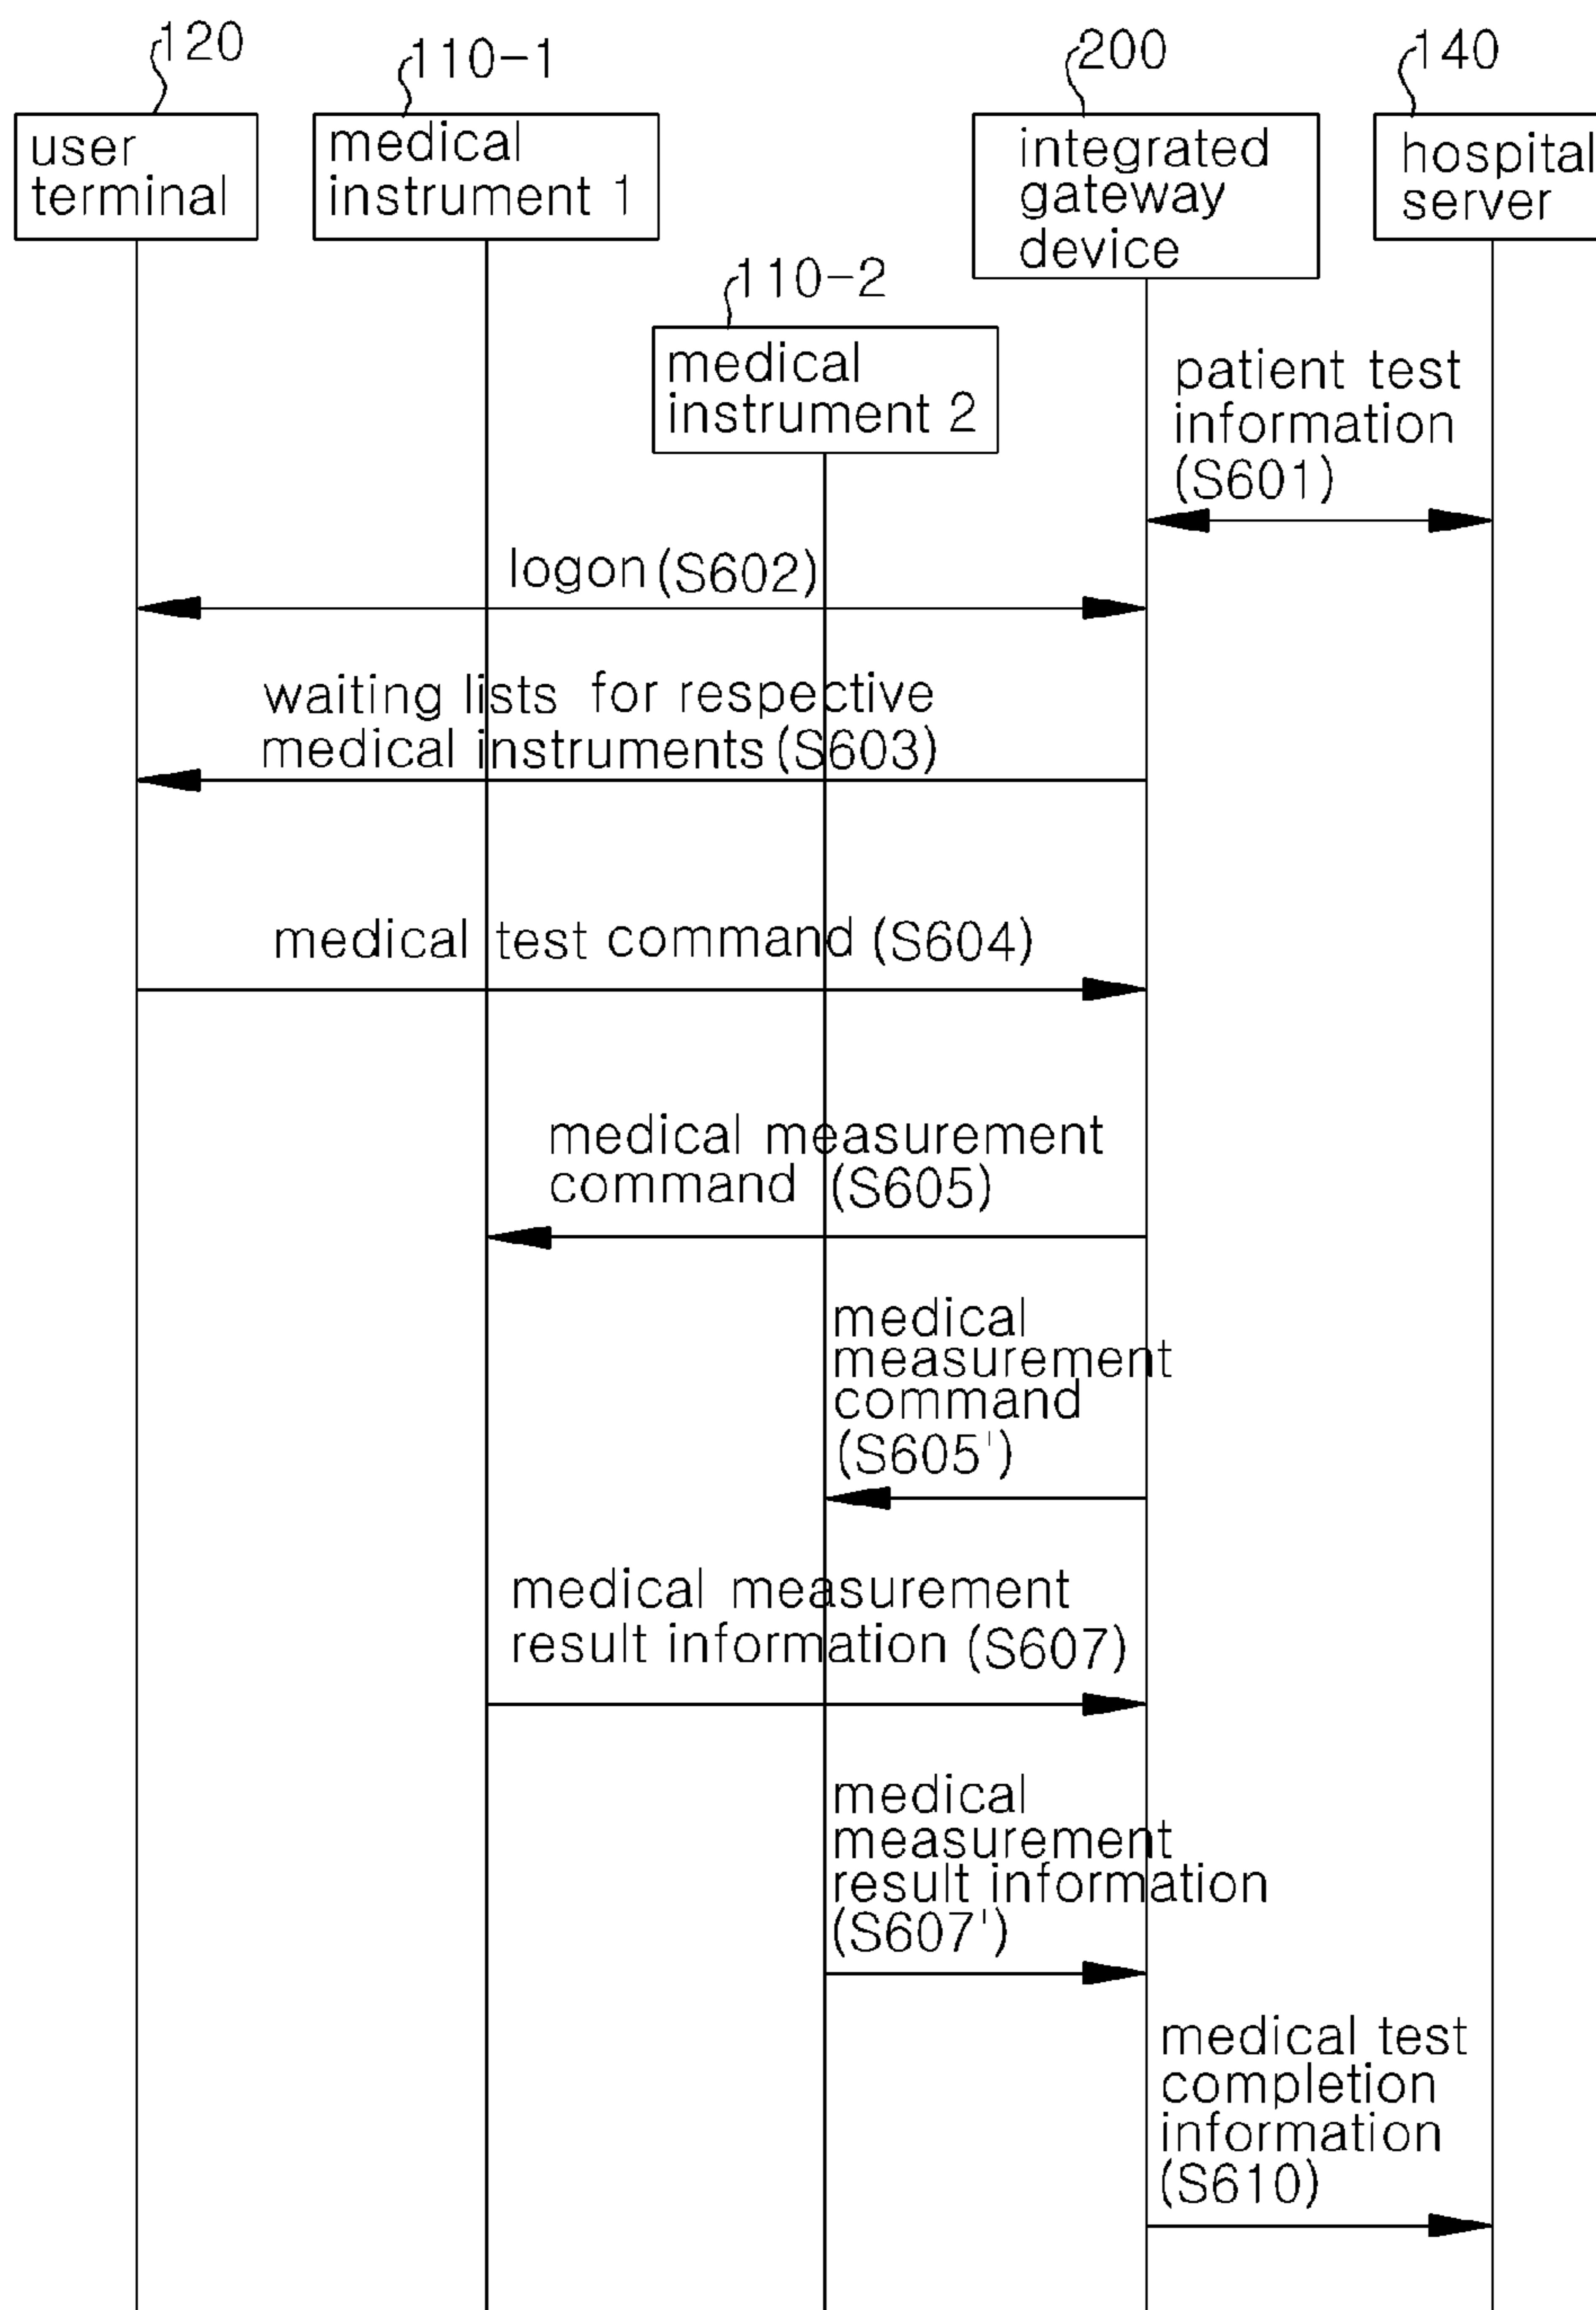 120
110-1
200
140
user
terminal
medical
instrument 1
integrated
gateway
device
hospital
server
110-2
medical
instrument 2
patient test
information
(S601)
logon (S602)
waiting lists for respective
medical instruments (S603)
medical test command (S604)
medical measurement
command (S605)
medical
measurement
command
(S605')
medical measurement
result information (S607)
medical
measurement
result information
(S607')
medical test
completion
information
(S610)